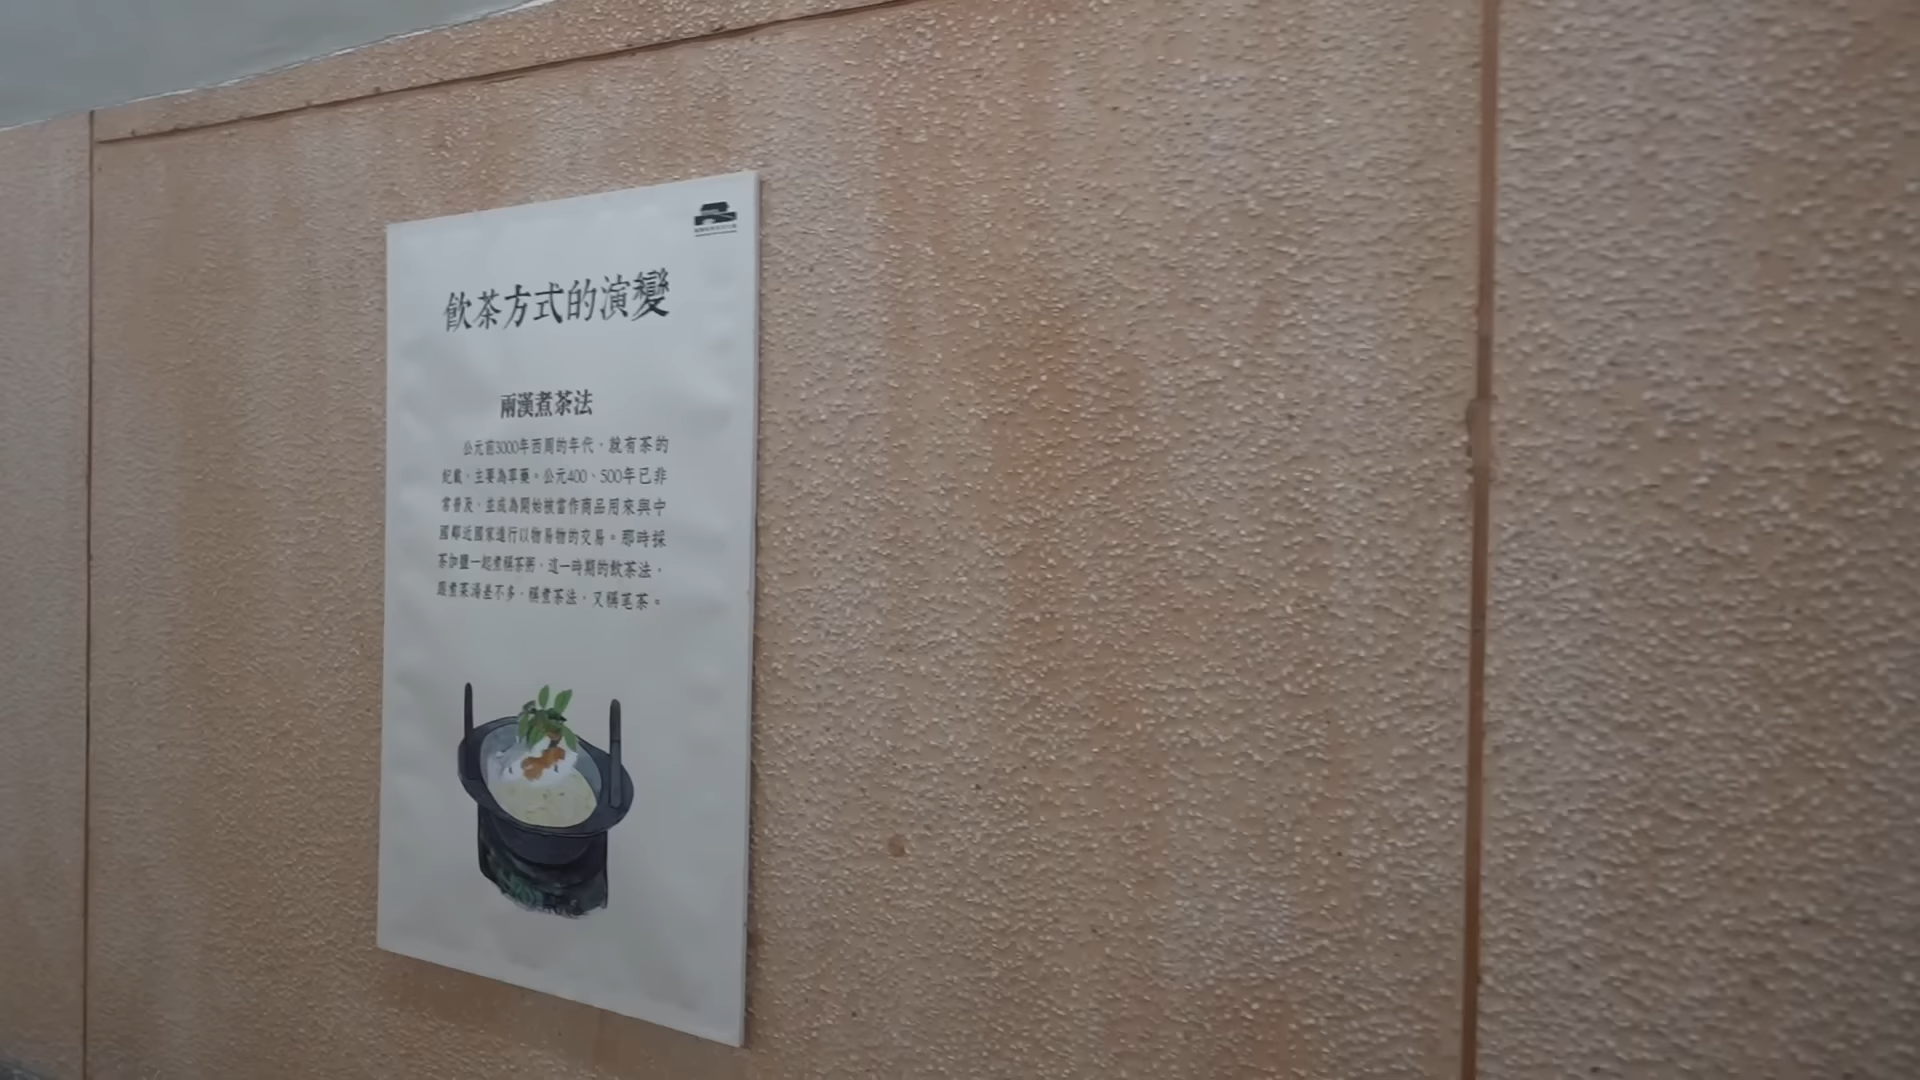 飲茶方式的演變
兩漢煮茶法
公元前3000年西周的年代，就有茶的
紀載，主要為草藥。公元400、500年已非
常普及，並成為開始被當作商品用來與中
國鄰近國家進行以物易物的交易。那時採
茶加鹽一起煮稱茶粥，這一時期的飲茶法，
跟煮菜湯差不多，稱煮茶法，又稱芼茶。